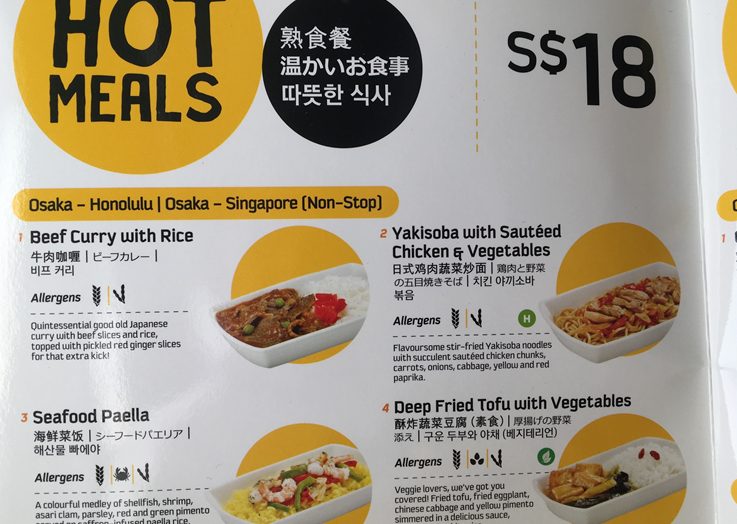 HOT
MEALS
熟食餐
温かいお食事
따뜻한 식사
S$18
Osaka – Honolulu | Osaka – Singapore (Non-Stop)
1 Beef Curry with Rice
牛肉咖喱 | ビーフカレー |
비프 커리
Allergens
Quintessential good old Japanese
curry with beef slices and rice,
topped with pickled red ginger slices
for that extra kick!
2 Yakisoba with Sautéed
Chicken & Vegetables
日式鸡肉蔬菜炒面 | 鶏肉と野菜
の五目焼きそば | 치킨 야끼소바
볶음
Allergens
H
Flavoursome stir-fried Yakisoba noodles
with succulent sautéed chicken chunks,
carrots, onions, cabbage, yellow and red
paprika.
3 Seafood Paella
海鲜菜饭 | シーフードパエリア |
해산물 빠에야
Allergens
A colourful medley of shellfish, shrimp,
asari clam, parsley, red and green pimento
served on saffron-infused paella rice.
4 Deep Fried Tofu with Vegetables
酥炸蔬菜豆腐 (素食) | 厚揚げの野菜
添え | 구운 두부와 야채 (베지테리언)
Allergens
Veggie lovers, we've got you
covered! Fried tofu, fried eggplant,
chinese cabbage and yellow pimento
simmered in a delicious sauce,
1